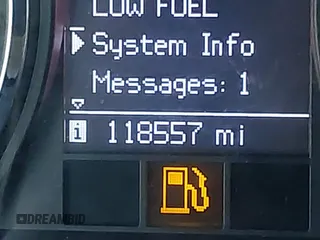 LOW FUEL
System Info
Messages: 1
i 118557 mi
DREAMBID